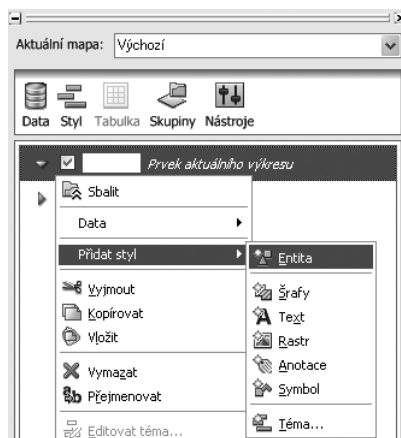 Aktuální mapa: Výchozí
Data Styl Tabulka Skupiny Nástroje
Prvek aktuálního výkresu
Sbalit
Data
Přidat styl
Entita
Vyjmout
Šrafy
Kopírovat
Text
Vložit
Rastr
Anotace
Vymazat
Symbol
Přejmenovat
Editovat téma...
Téma...